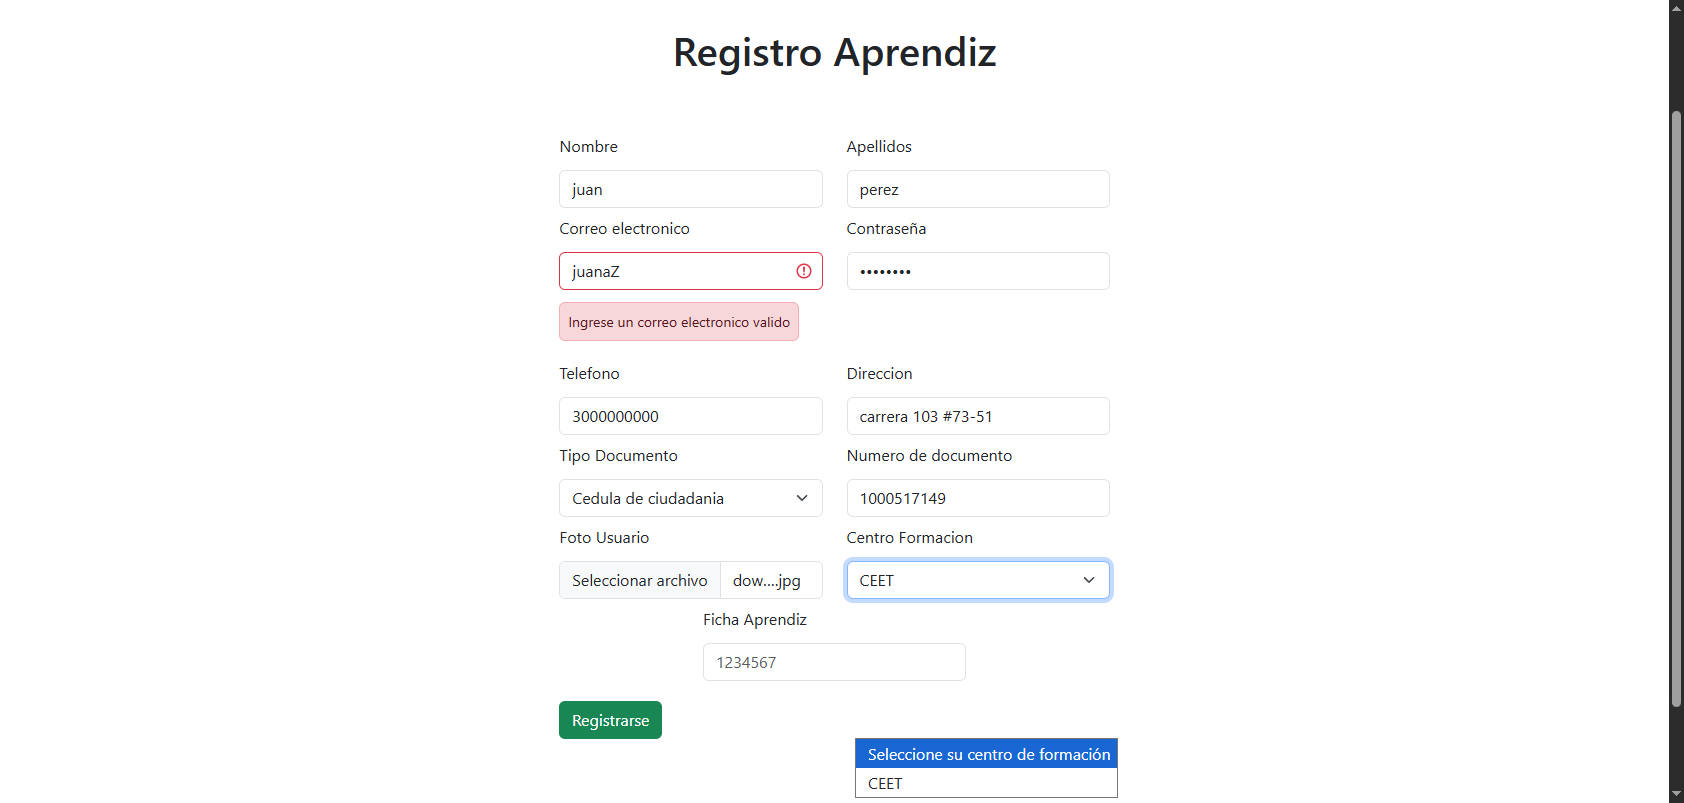 Registro Aprendiz
Nombre
Apellidos
juan
perez
Correo electronico
Contraseña
juanaZ
••••••••
Ingrese un correo electronico valido
Telefono
Direccion
3000000000
carrera 103 #73-51
Tipo Documento
Numero de documento
Cedula de ciudadania
1000517149
Foto Usuario
Centro Formacion
Seleccionar archivo
dow....jpg
CEET
Ficha Aprendiz
1234567
Registrarse
Seleccione su centro de formación
CEET